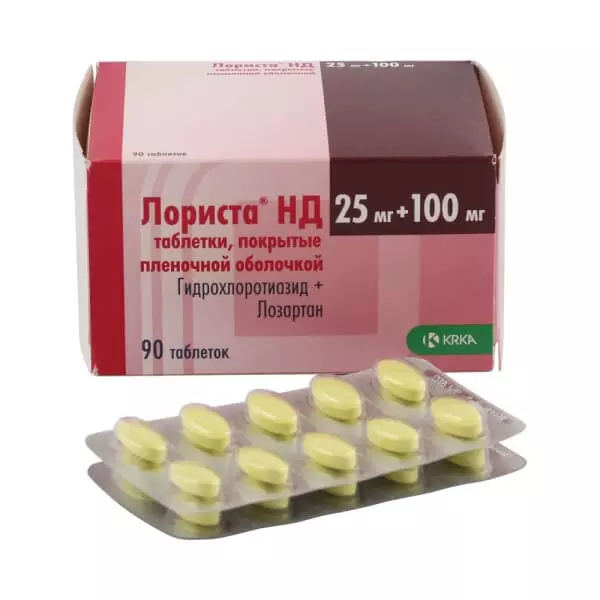 Лориста НД 25 мг + 100 мг
таблетки, покрытые
пленочной оболочкой
90 таблеток
Лориста® НД 25 мг + 100 мг
таблетки, покрытые
пленочной оболочкой
Гидрохлоротиазид +
Лозартан
90 таблеток
KRKA